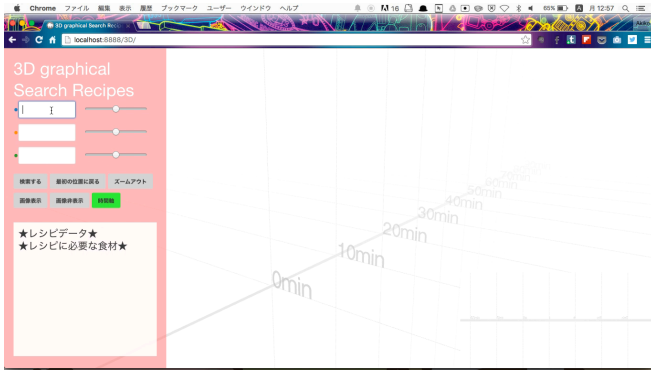 Chrome ファイル 編集 表示 履歴 ブックマーク ユーザー ウインドウ ヘルプ
16
65%
A
月12:57
3D graphical Search Recip
localhost:8888/3D/
3D graphical
Search Recipes
検索する 最初の位置に戻る ズームアウト
画像表示 画像非表示 時間軸
★レシピデータ★
★レシピに必要な食材★
50min
40min
30min
20min
10min
0min